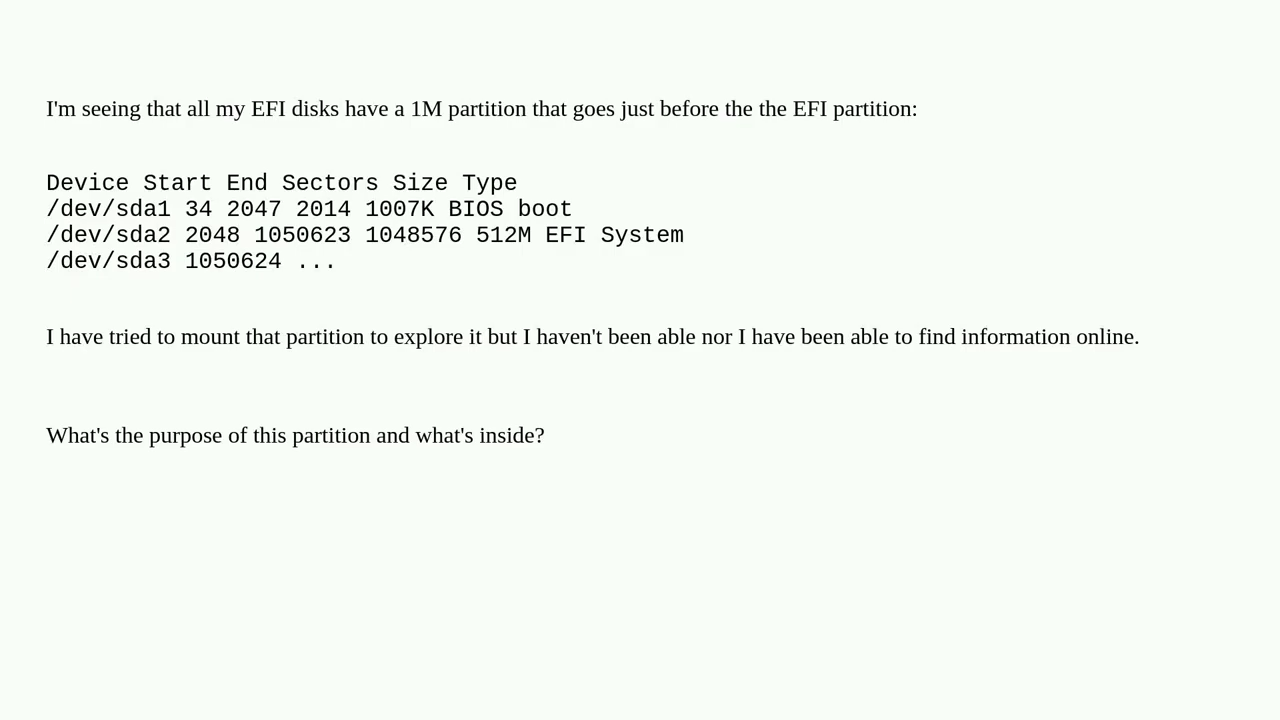 I'm seeing that all my EFI disks have a 1M partition that goes just before the the EFI partition:
Device Start End Sectors Size Type
/dev/sda1 34 2047 2014 1007K BIOS boot
/dev/sda2 2048 1050623 1048576 512M EFI System
/dev/sda3 1050624 ...
I have tried to mount that partition to explore it but I haven't been able nor I have been able to find information online.
What's the purpose of this partition and what's inside?